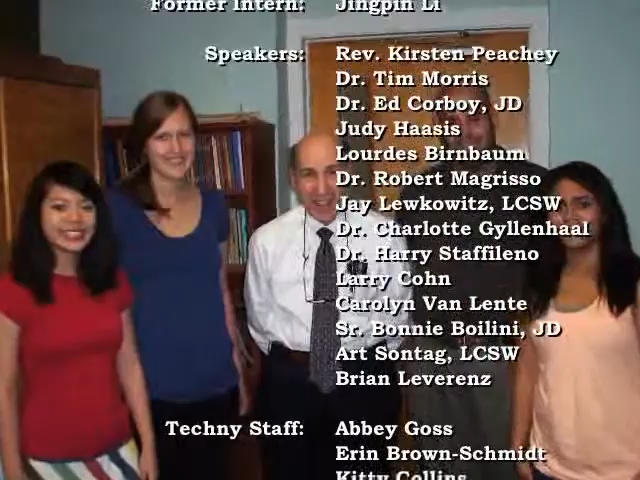 Former Intern: Jingpin Li
Speakers: Rev. Kirsten Peachey
Dr. Tim Morris
Dr. Ed Corboy, JD
Judy Haasis
Lourdes Birnbaum
Dr. Robert Magrisso
Jay Lewkowitz, LCSW
Dr. Charlotte Gyllenhaal
Dr. Harry Staffileno
Larry Cohn
Carolyn Van Lente
Sr. Bonnie Boilini, JD
Art Sontag, LCSW
Brian Leverenz
Techny Staff: Abbey Goss
Erin Brown-Schmidt
Kitty Collins